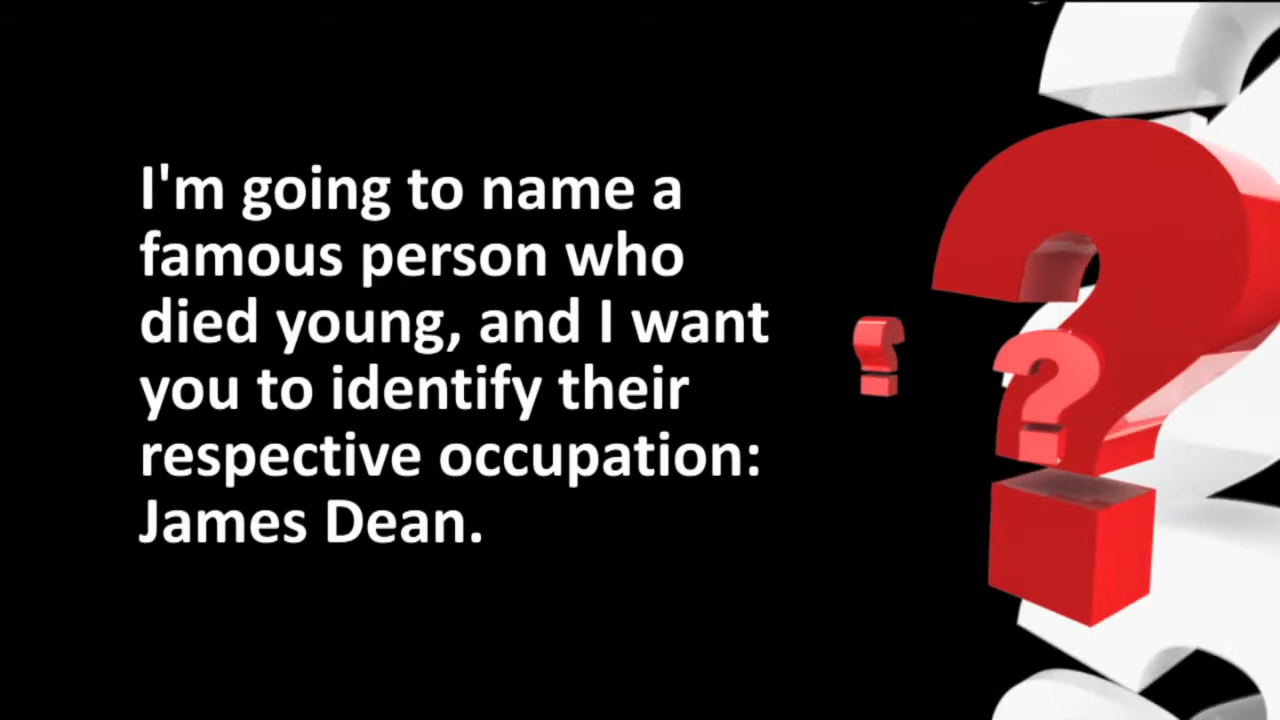 I'm going to name a
famous person who
died young, and I want
you to identify their
respective occupation:
James Dean.